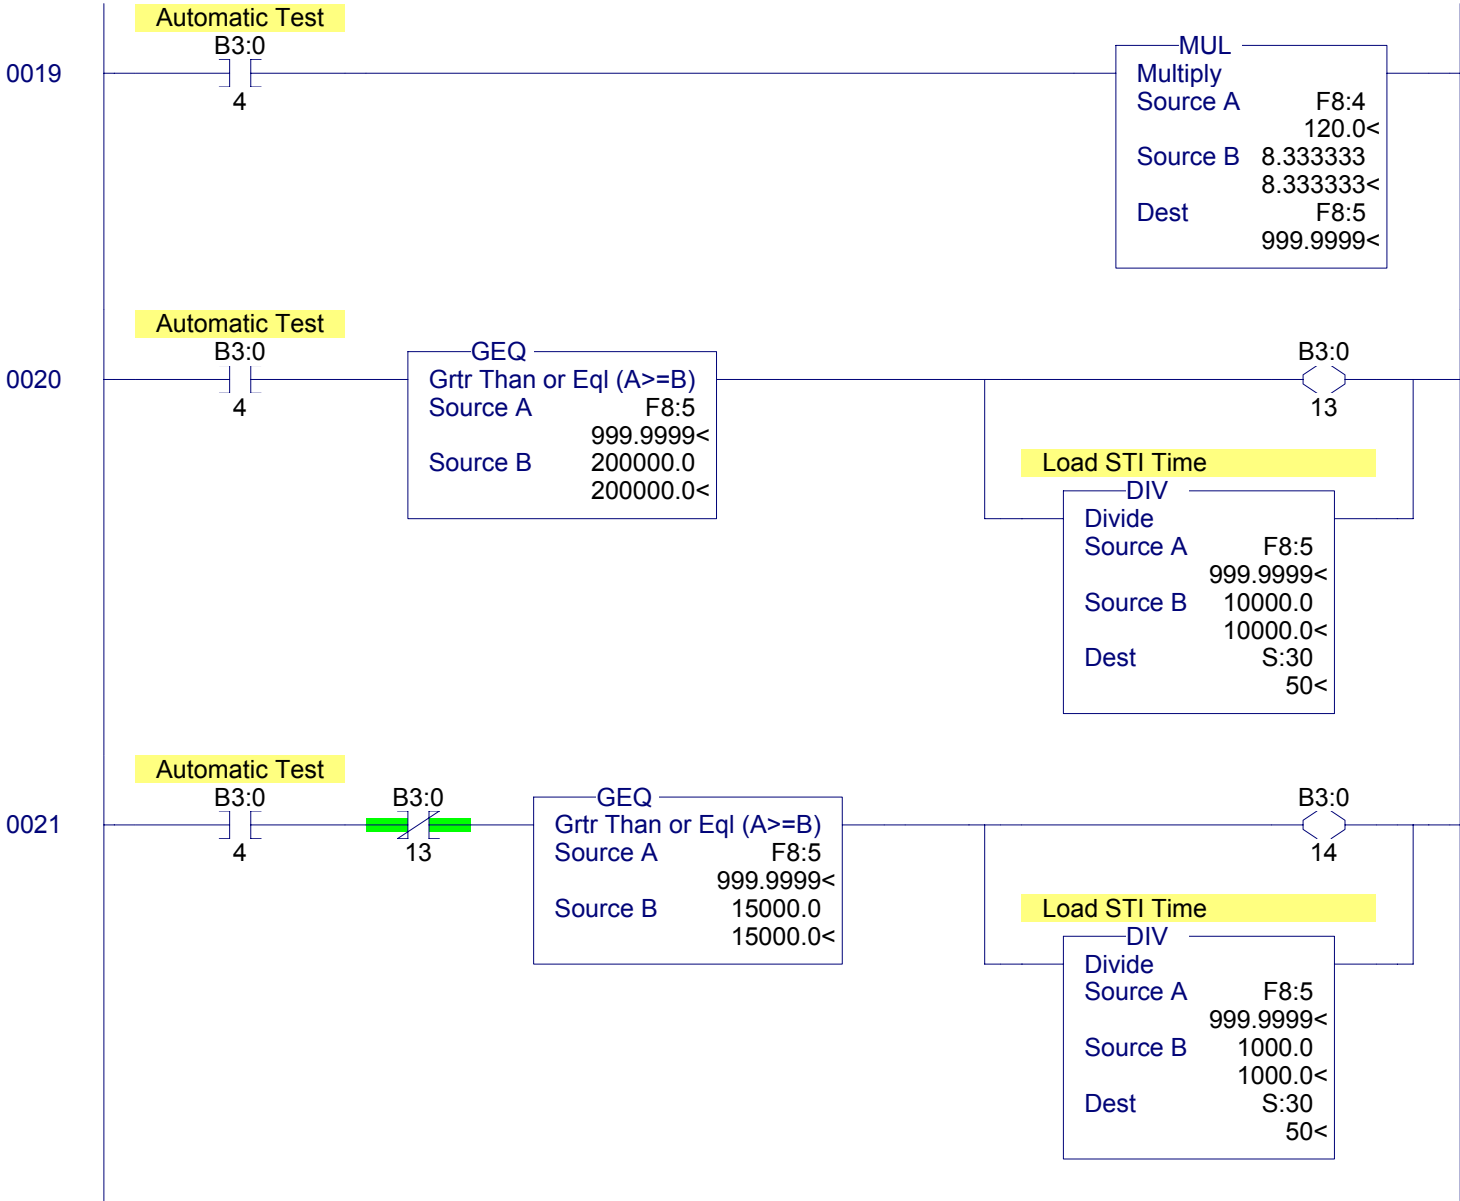 Automatic Test
B3:0
0019
4
MUL
Multiply
Source A F8:4
120.0<
Source B 8.333333
8.333333<
Dest F8:5
999.9999<
Automatic Test
B3:0
0020
4
GEQ
Grtr Than or Eql (A>=B)
Source A F8:5
999.9999<
Source B 200000.0
200000.0<
B3:0
13
Load STI Time
DIV
Divide
Source A F8:5
999.9999<
Source B 10000.0
10000.0<
Dest S:30
50<
Automatic Test
B3:0
0021
4
B3:0
13
GEQ
Grtr Than or Eql (A>=B)
Source A F8:5
999.9999<
Source B 15000.0
15000.0<
B3:0
14
Load STI Time
DIV
Divide
Source A F8:5
999.9999<
Source B 1000.0
1000.0<
Dest S:30
50<